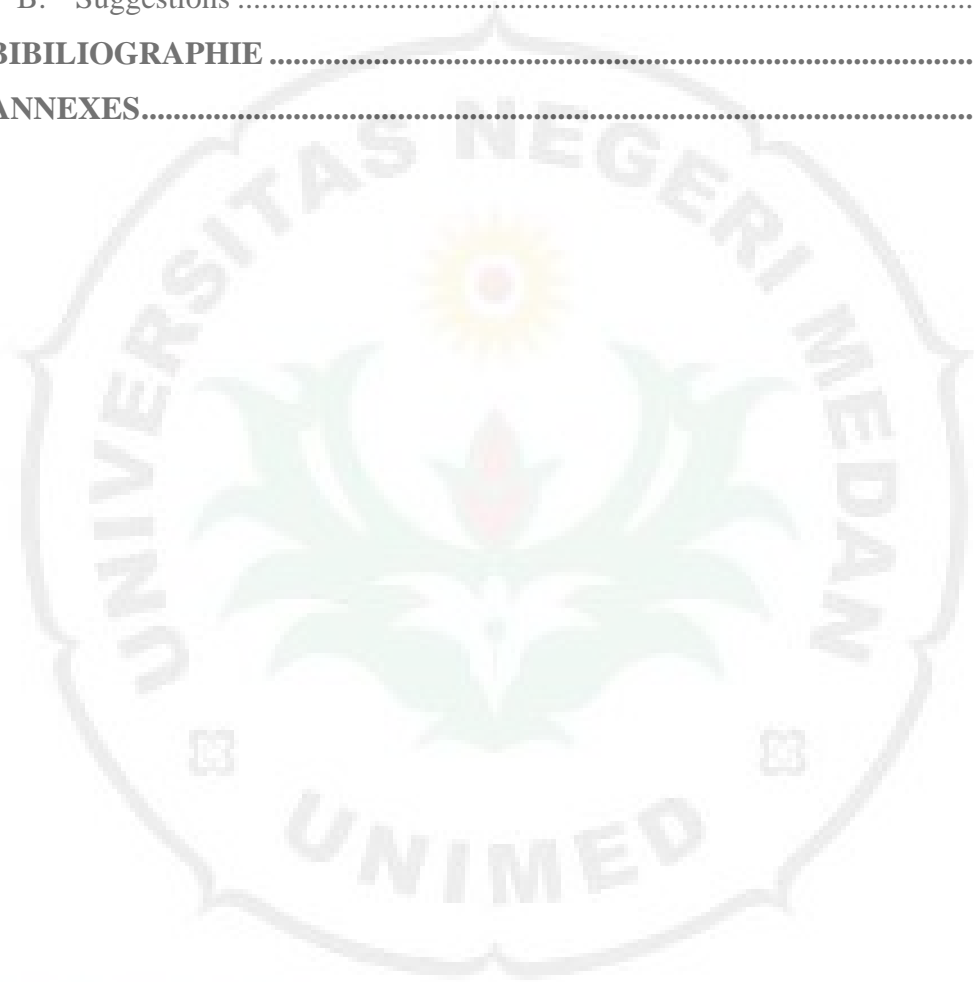 B. Suggestions ........................................................................................
BIBILIOGRAPHIE ........................................................................................
ANNEXES........................................................................................
UNIVERSITAS NEGERI MEDAN
UNIMED